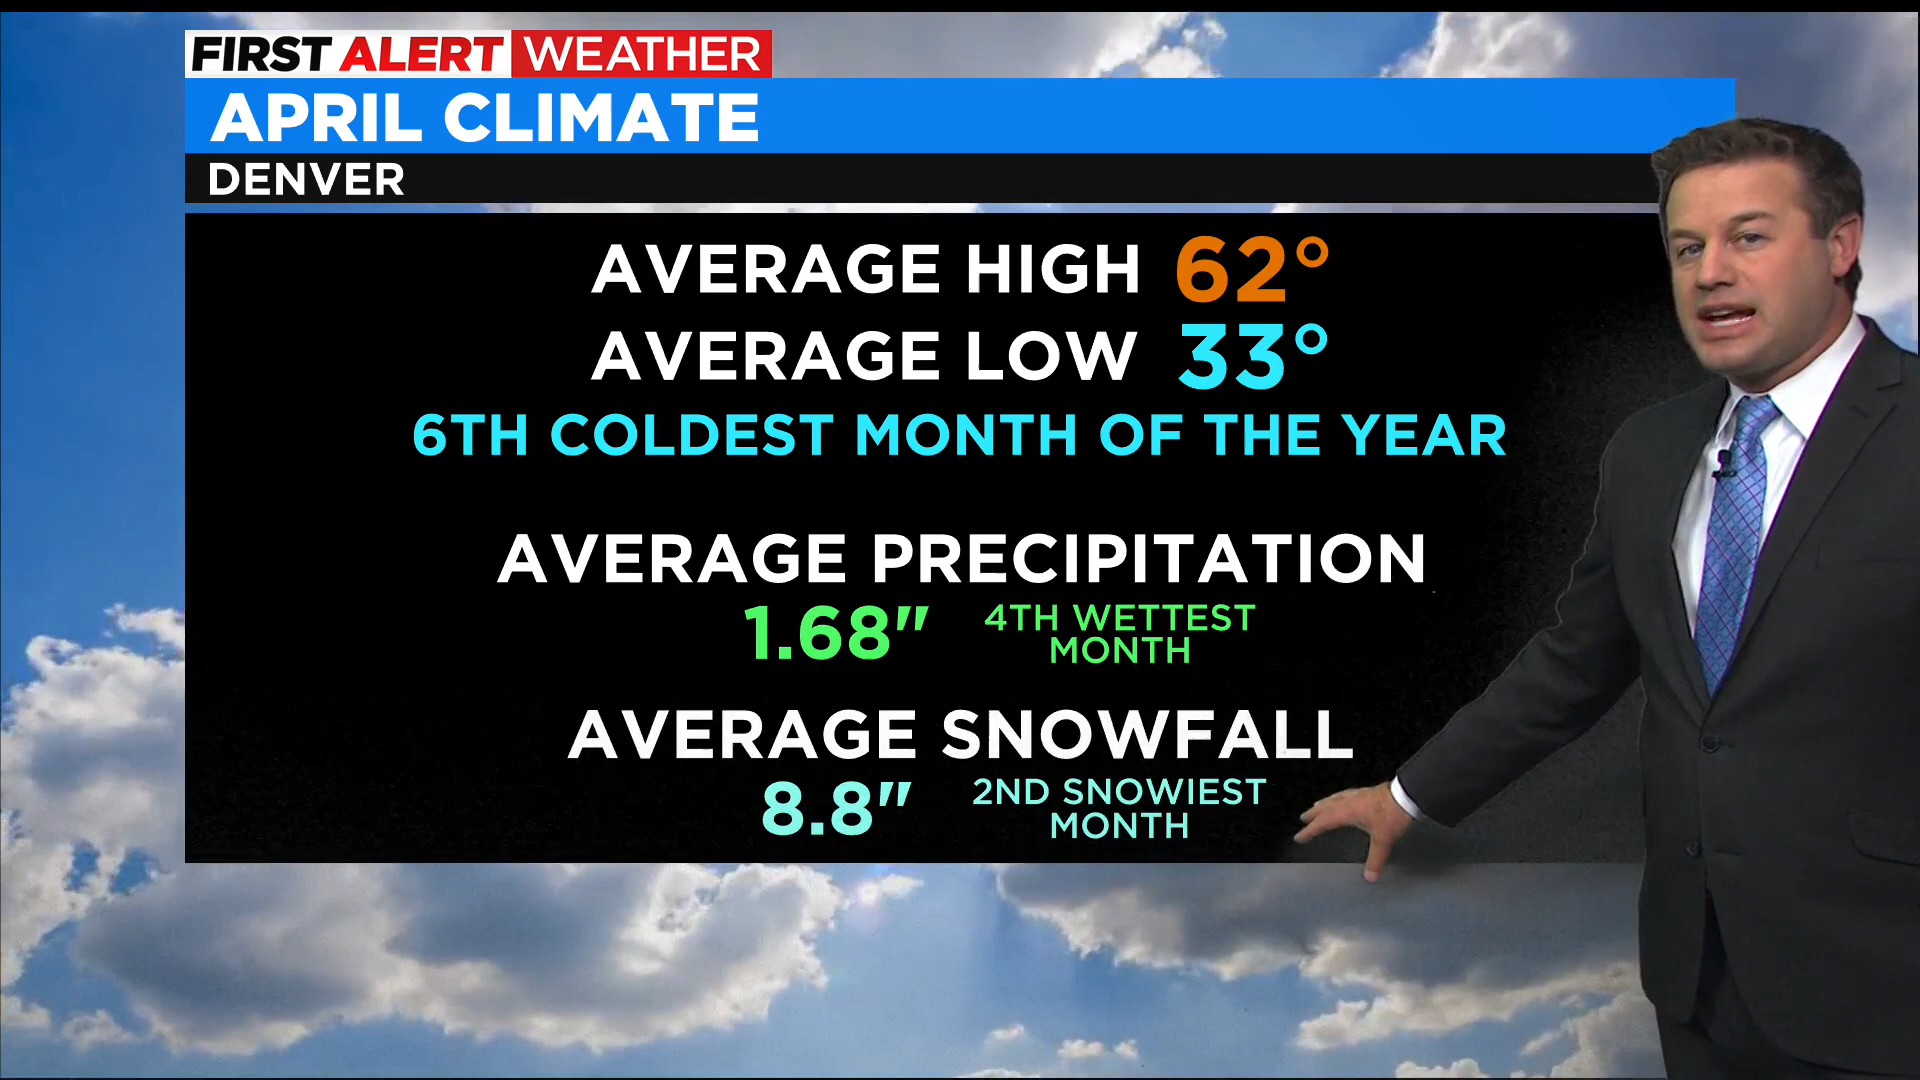 FIRST ALERT WEATHER
APRIL CLIMATE
DENVER
AVERAGE HIGH 62°
AVERAGE LOW 33°
6TH COLDEST MONTH OF THE YEAR
AVERAGE PRECIPITATION
1.68" 4TH WETTEST
MONTH
AVERAGE SNOWFALL
8.8" 2ND SNOWIEST
MONTH